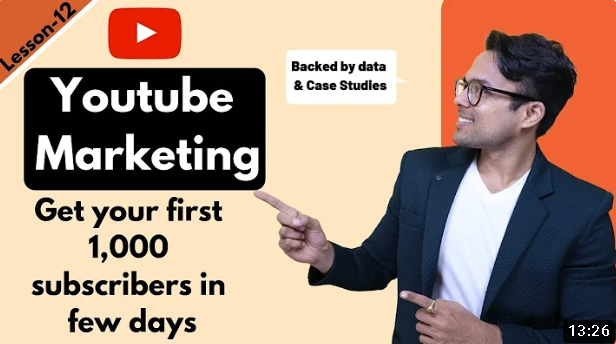 Lesson-12
Youtube
Marketing
Backed by data
& Case Studies
Get your first
1,000
subscribers in
few days
13:26